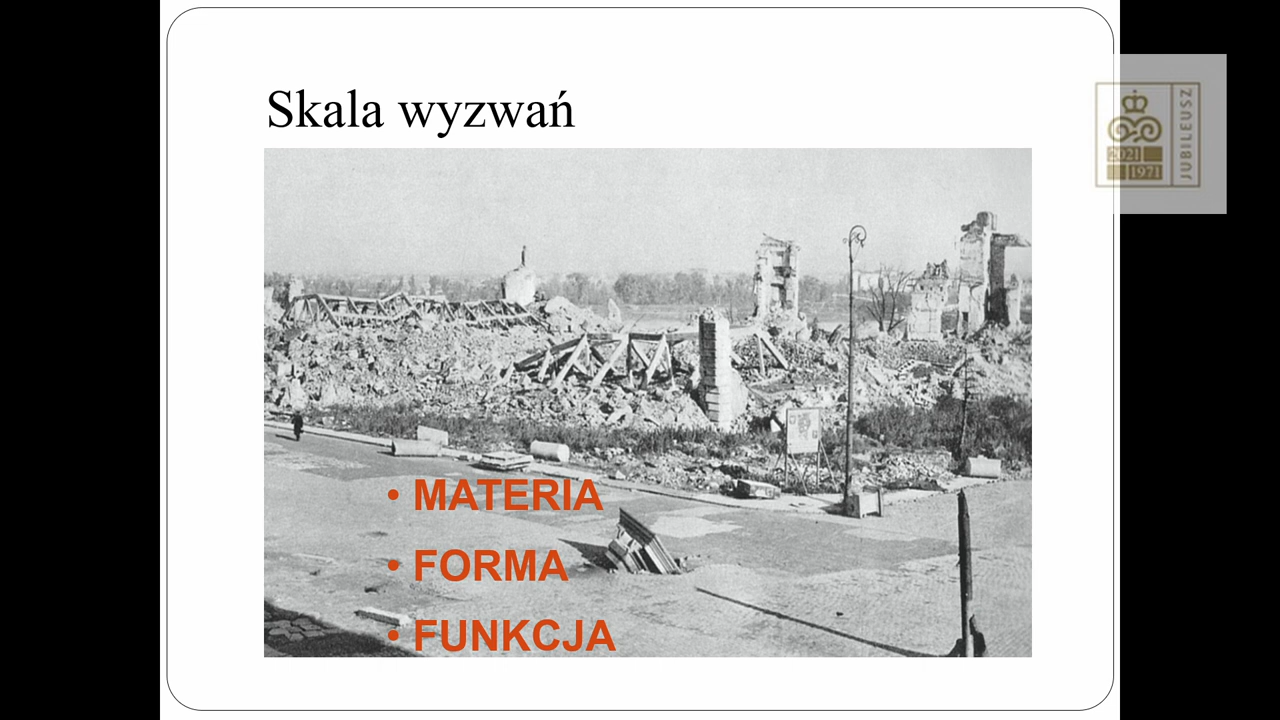 Skala wyzwań
• MATERIA
• FORMA
• FUNKCJA
2021
1971
JUBILEUSZ